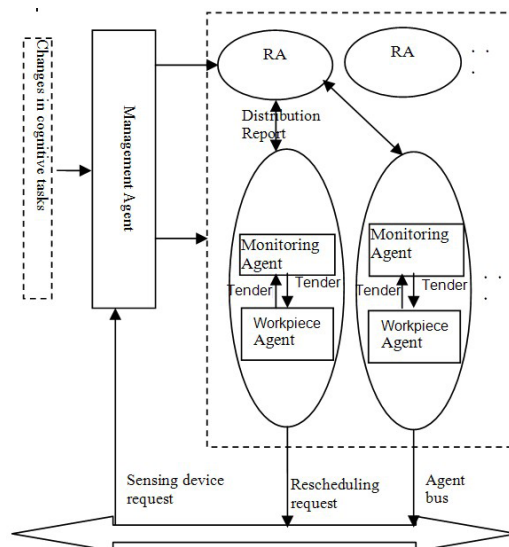 Changes in cognitive tasks
Management Agent
RA
RA
Distribution
Report
Monitoring
Agent
Tender
Tender
Workpiece
Agent
Monitoring
Agent
Tender
Tender
Workpiece
Agent
Sensing device
request
Rescheduling
request
Agent
bus